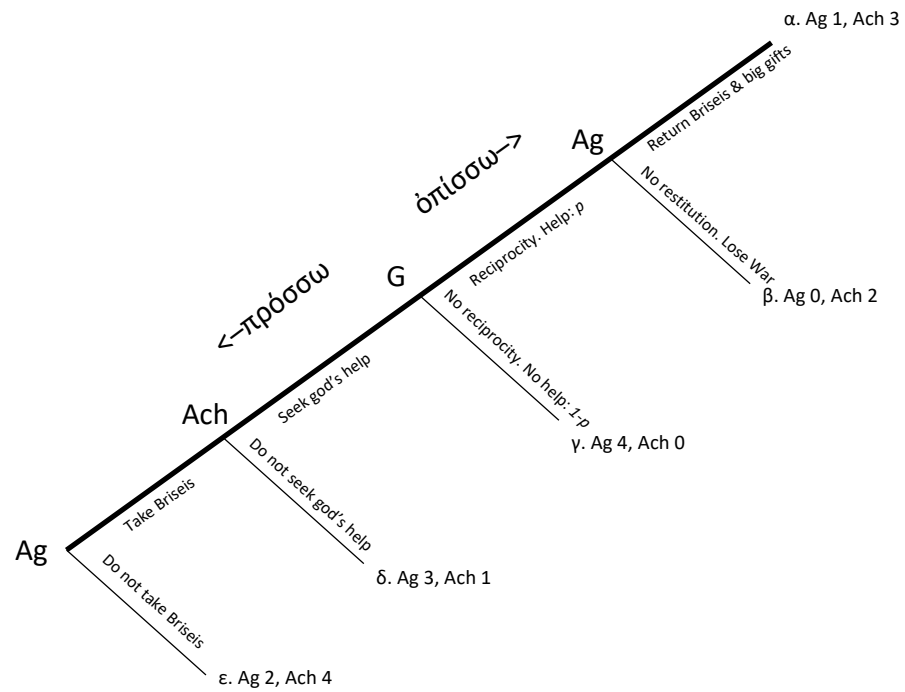 α. Ag 1, Ach 3
Return Briseis & big gifts
Ag
ὀπίσσω–>
No restitution. Lose War
β. Ag 0, Ach 2
Reciprocity. Help: p
G
<–πρόσσω
No reciprocity. No help: 1-p
γ. Ag 4, Ach 0
Seek god's help
Ach
Do not seek god's help
δ. Ag 3, Ach 1
Take Briseis
Ag
Do not take Briseis
ε. Ag 2, Ach 4